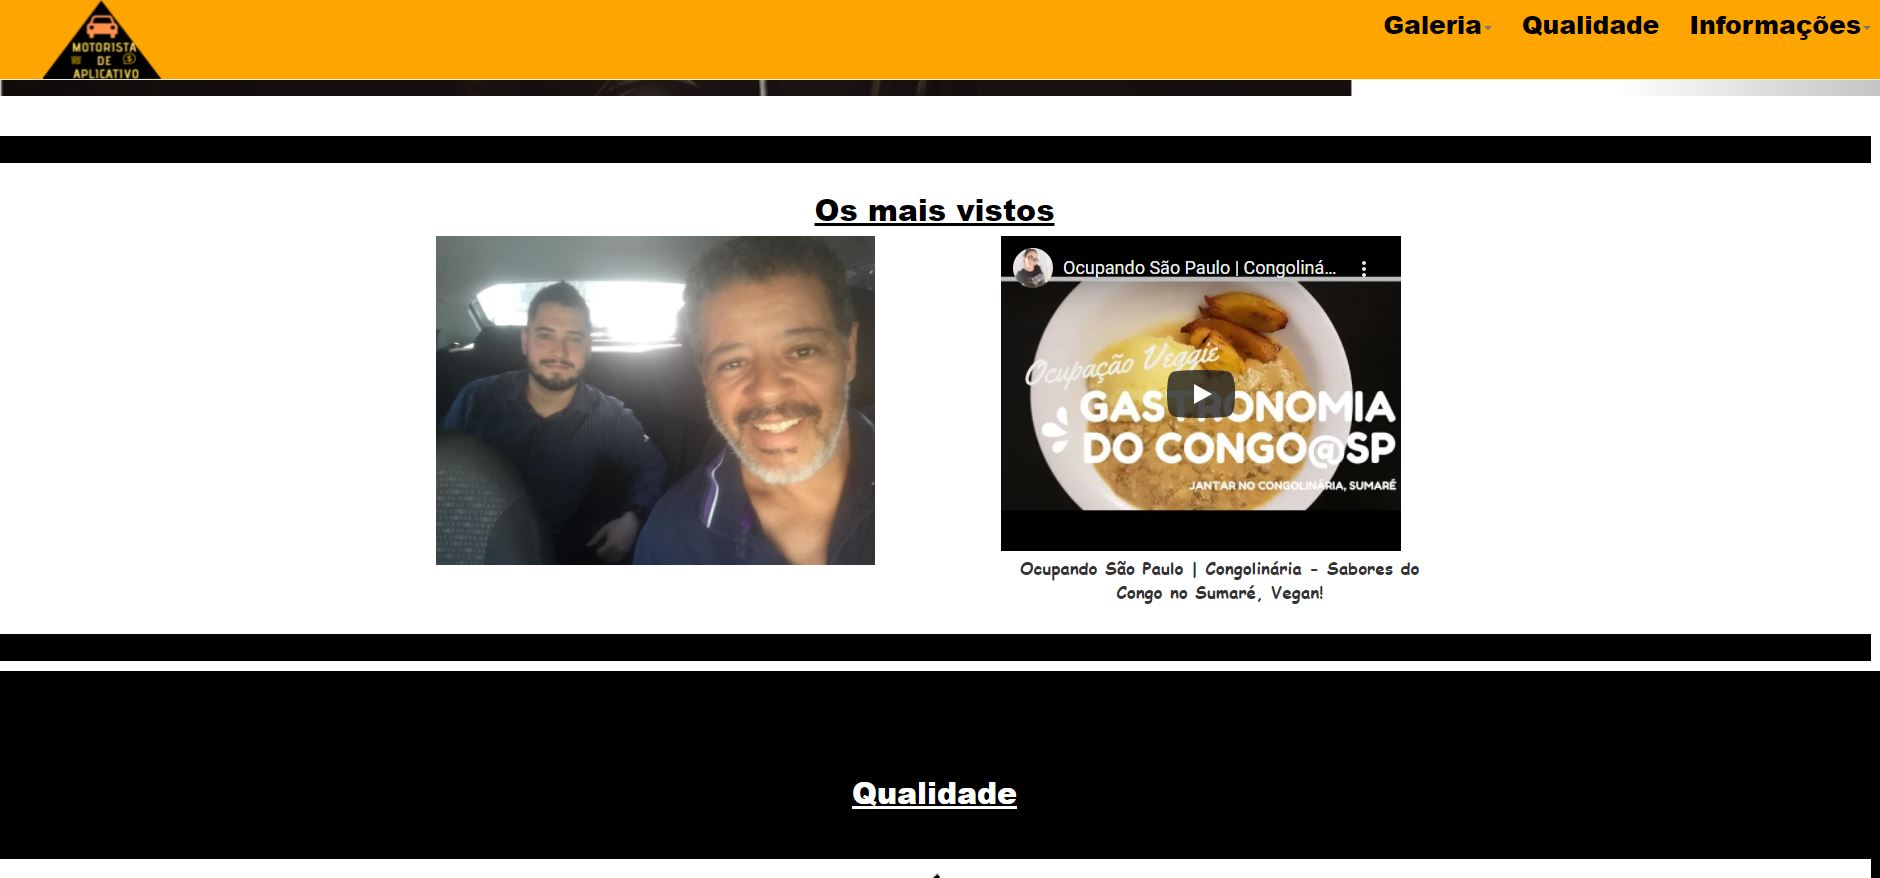 MOTORISTA
DE
APLICATIVO
Galeria
Qualidade
Informações
Os mais vistos
Ocupando São Paulo | Congoliná...
Ocupação Veggie
GASTRONOMIA
DO CONGO@SP
JANTAR NO CONGOLINÁRIA, SUMARÉ
Ocupando São Paulo | Congolinária - Sabores do
Congo no Sumaré, Vegan!
Qualidade